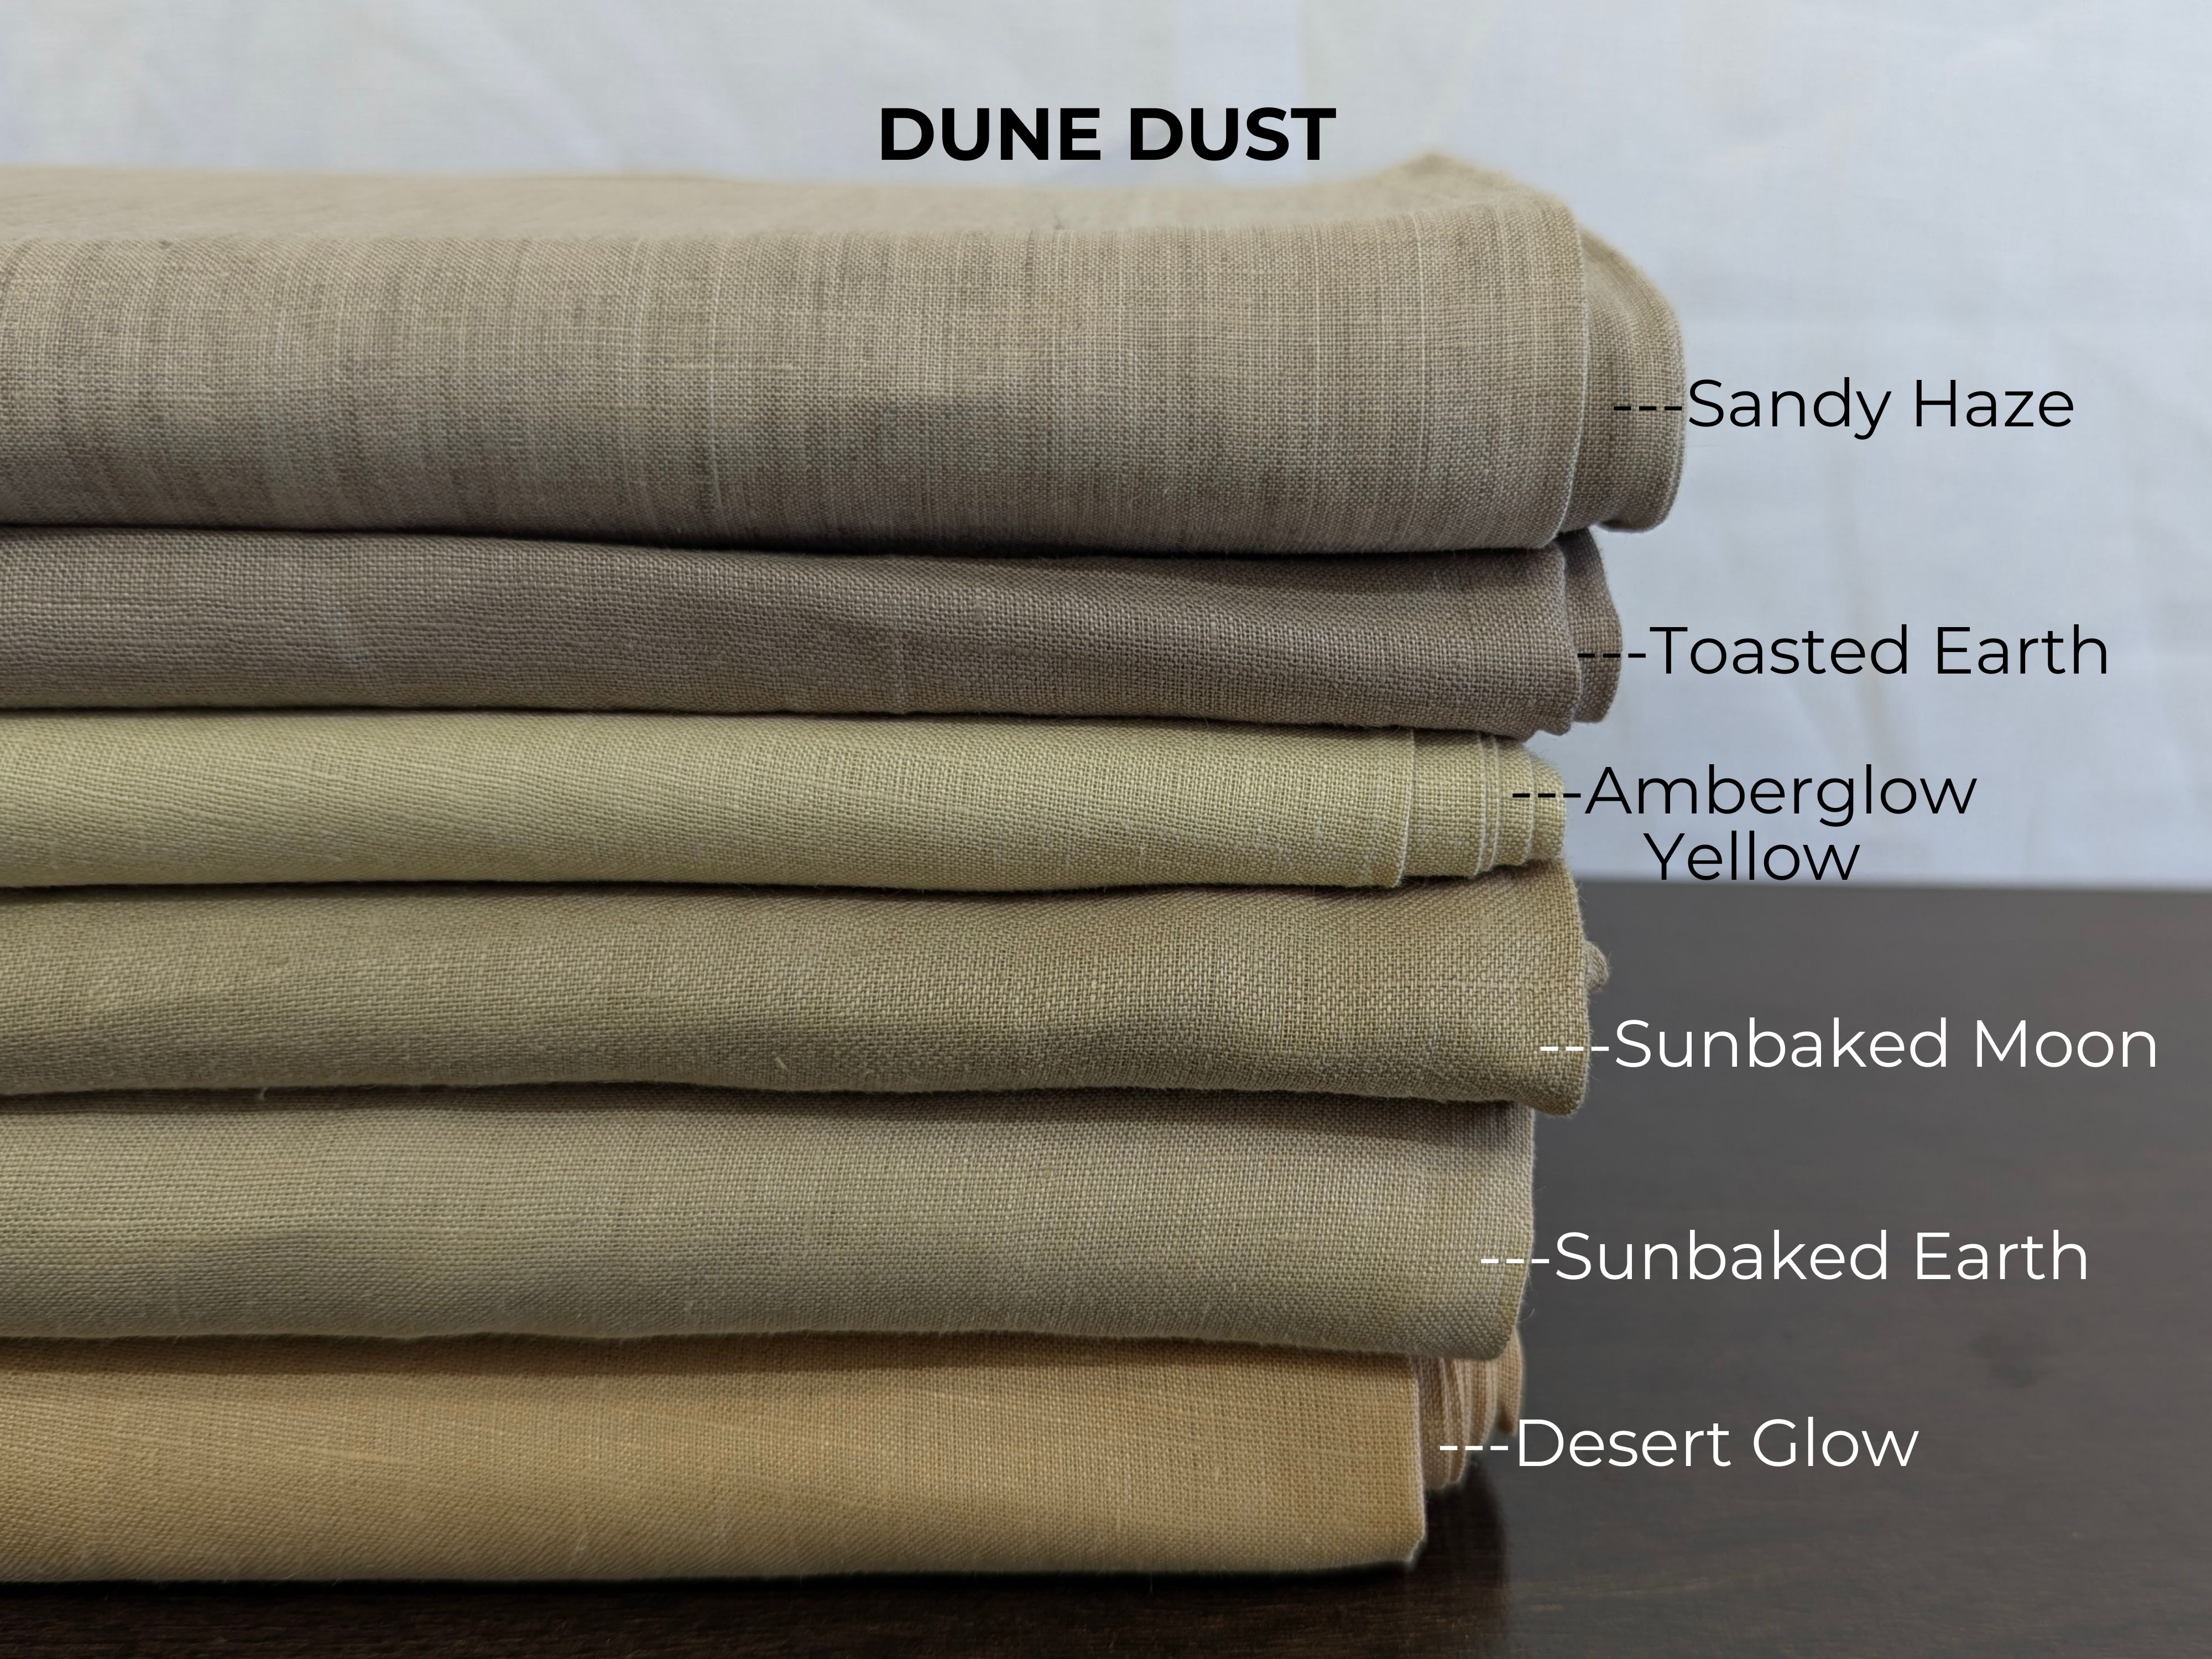 DUNE DUST
---Sandy Haze
---Toasted Earth
---Amberglow
Yellow
---Sunbaked Moon
---Sunbaked Earth
---Desert Glow